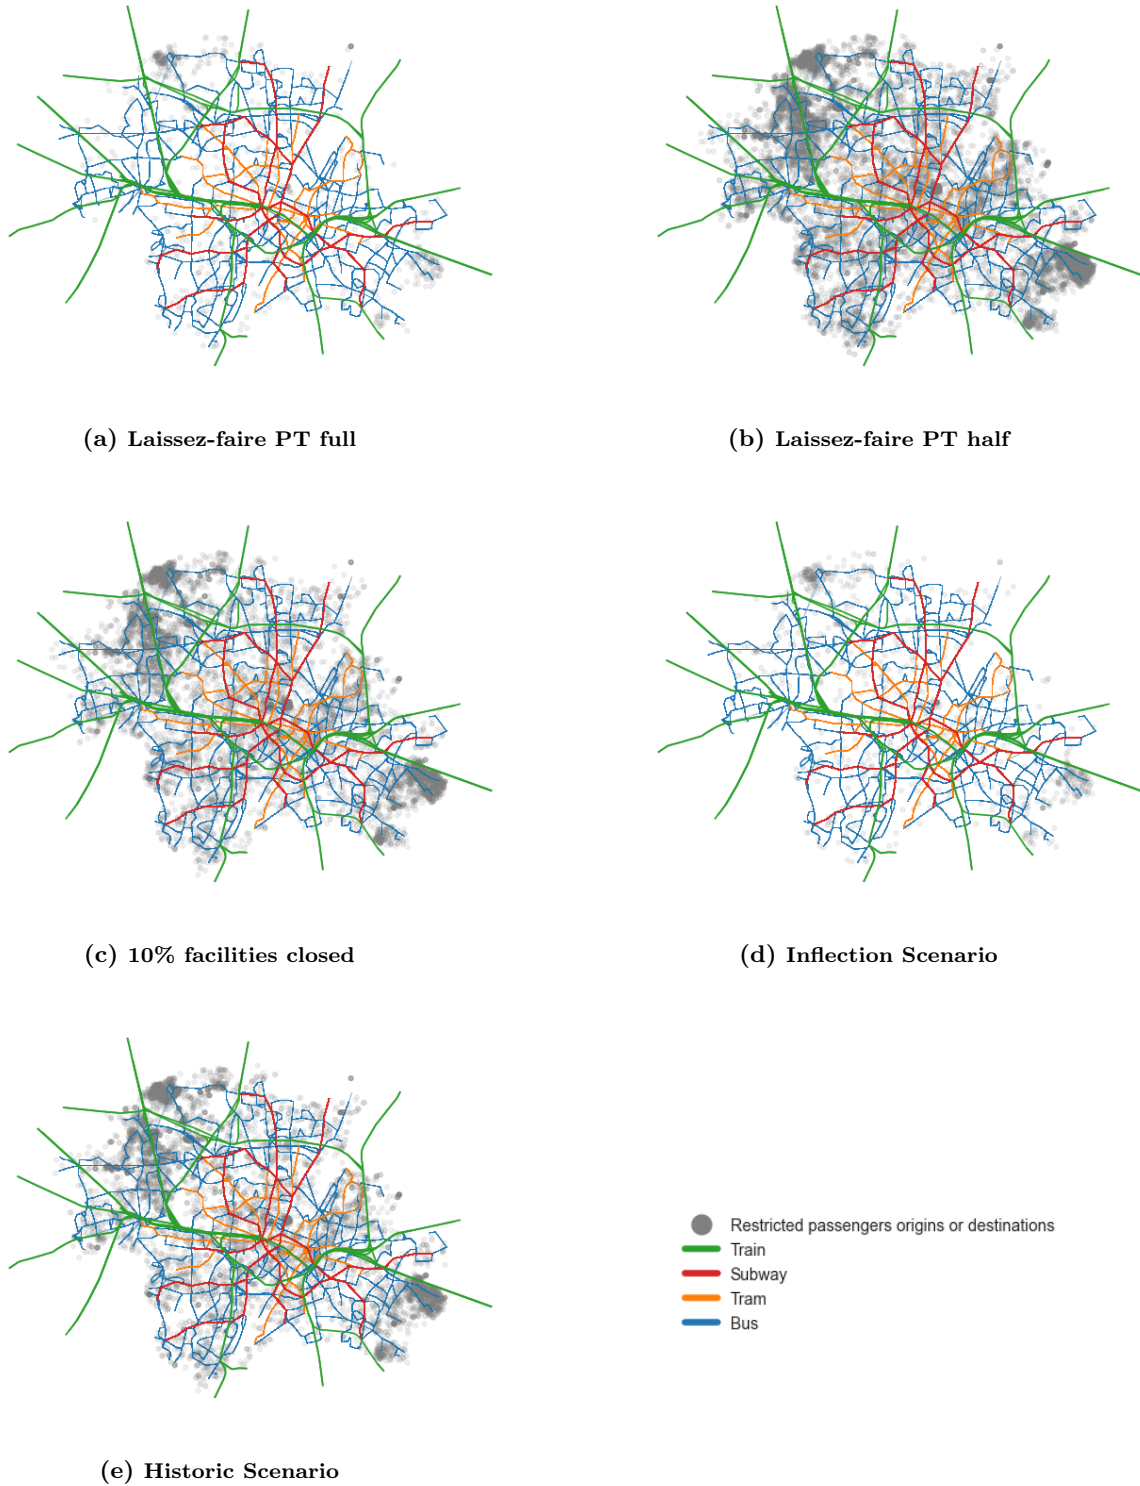 (a) Laissez-faire PT full
(b) Laissez-faire PT half
(c) 10% facilities closed
(d) Inflection Scenario
Restricted passengers origins or destinations
Train
Subway
Tram
Bus
(e) Historic Scenario